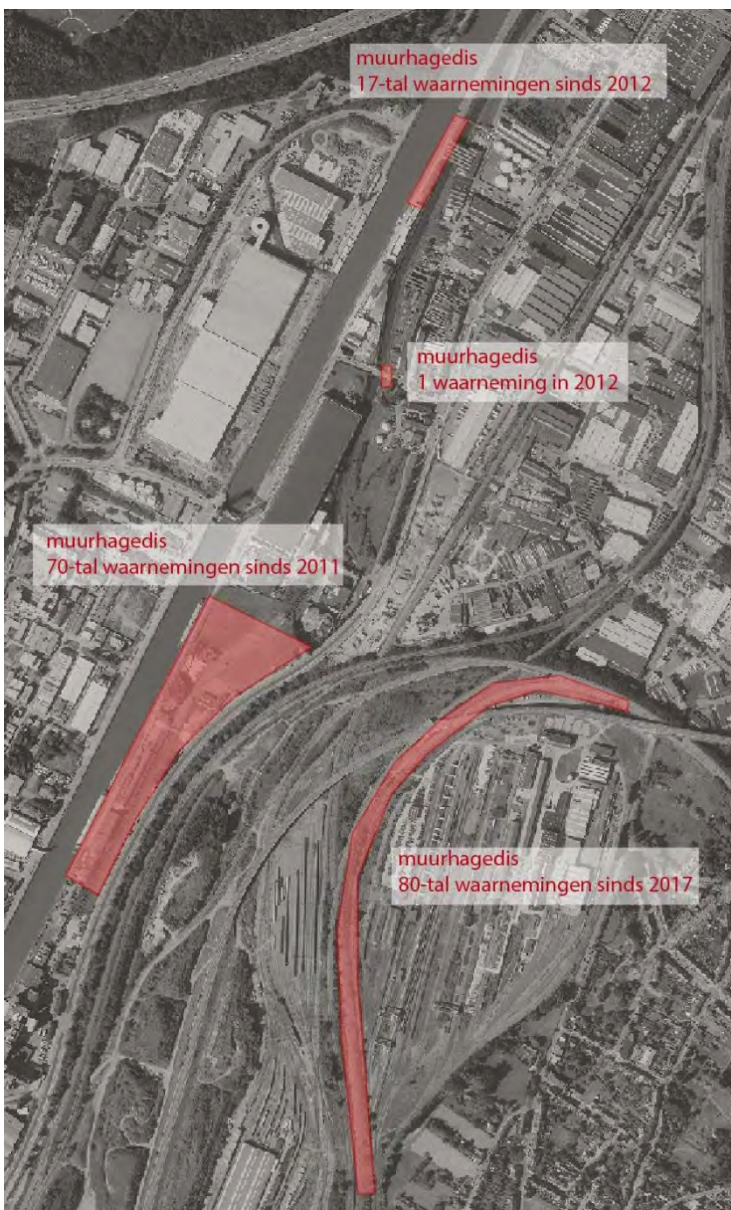 muurhagedis
17-tal waarnemingen sinds 2012
muurhagedis
1 waarneming in 2012
muurhagedis
70-tal waarnemingen sinds 2011
muurhagedis
80-tal waarnemingen sinds 2017